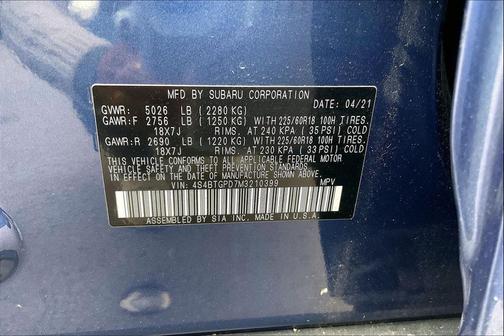 MFD BY SUBARU CORPORATION
GVWR: 5026 LB (2280 KG) DATE: 04/21
GAWR:F 2756 LB (1250 KG) WITH 225/60R18 100H TIRES.
18X7J RIMS. AT 240 KPA (35 PSI) COLD
GAWR:R 2690 LB (1220 KG) WITH 225/60R18 100H TIRES.
18X7J RIMS. AT 230 KPA (33 PSI) COLD
THIS VEHICLE CONFORMS TO ALL APPLICABLE FEDERAL MOTOR
VEHICLE SAFETY, BUMPER, AND THEFT PREVENTION STANDARDS
IN EFFECT ON THE DATE OF MANUFACTURE SHOWN ABOVE.
VIN: 4S4BTGPD7M3210399 MPV
ASSEMBLED BY SIA INC. MADE IN U.S.A.